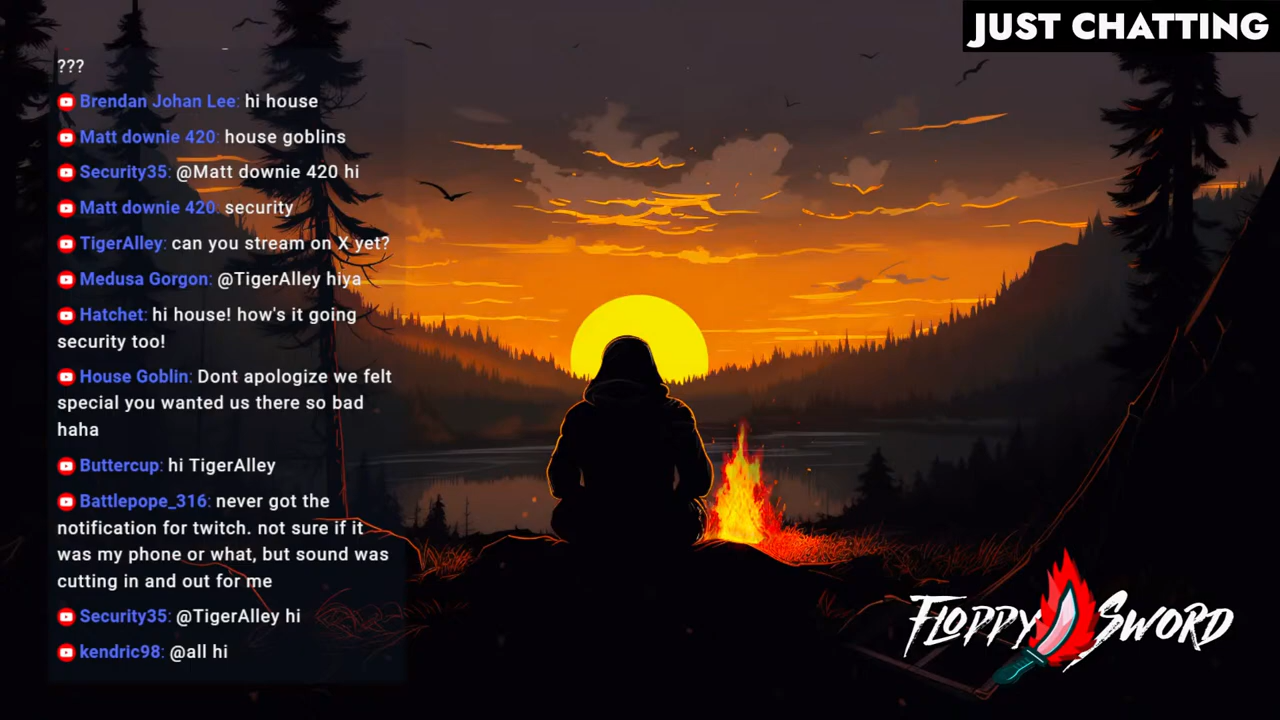 JUST CHATTING
???
Brendan Johan Lee: hi house
Matt downie 420: house goblins
Security35: @Matt downie 420 hi
Matt downie 420: security
TigerAlley: can you stream on X yet?
Medusa Gorgon: @TigerAlley hiya
Hatchet: hi house! how's it going
security too!
House Goblin: Dont apologize we felt
special you wanted us there so bad
haha
Buttercup: hi TigerAlley
Battlepope_316: never got the
notification for twitch. not sure if it
was my phone or what, but sound was
cutting in and out for me
Security35: @TigerAlley hi
kendric98: @all hi
FLOPPY SWORD